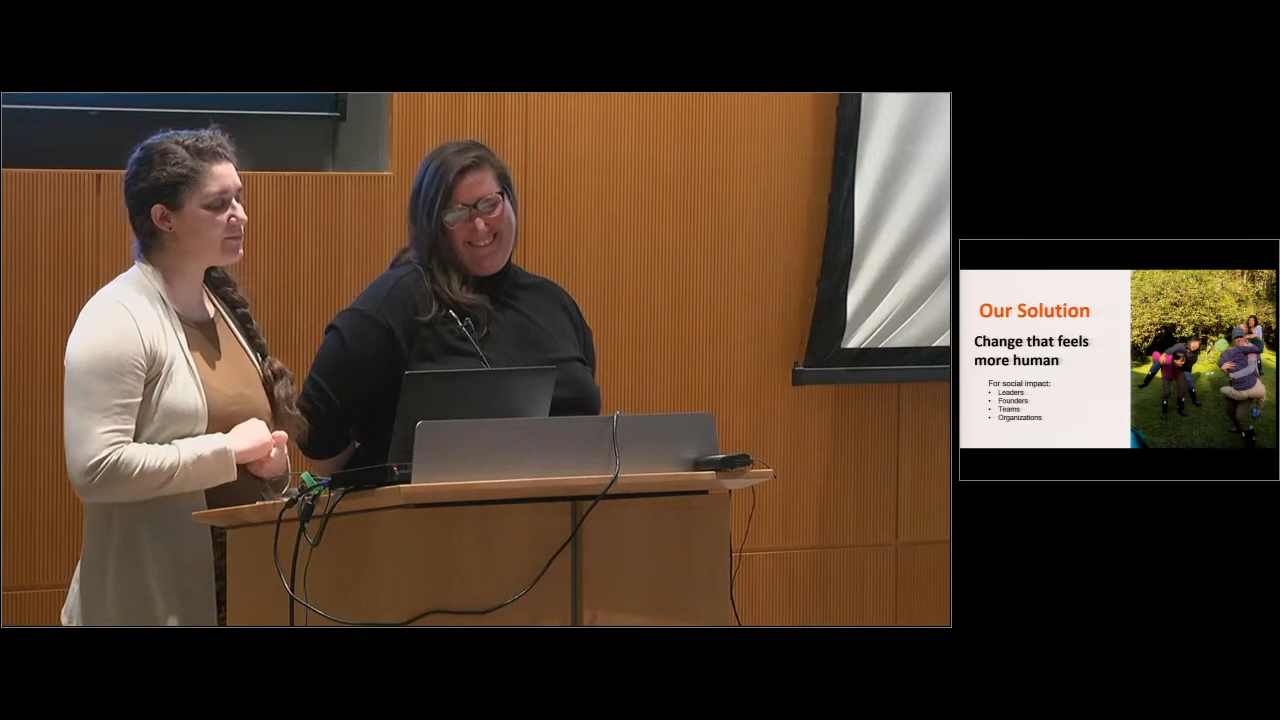 Our Solution
Change that feels
more human
For social impact:
• Leaders
• Founders
• Teams
• Organizations